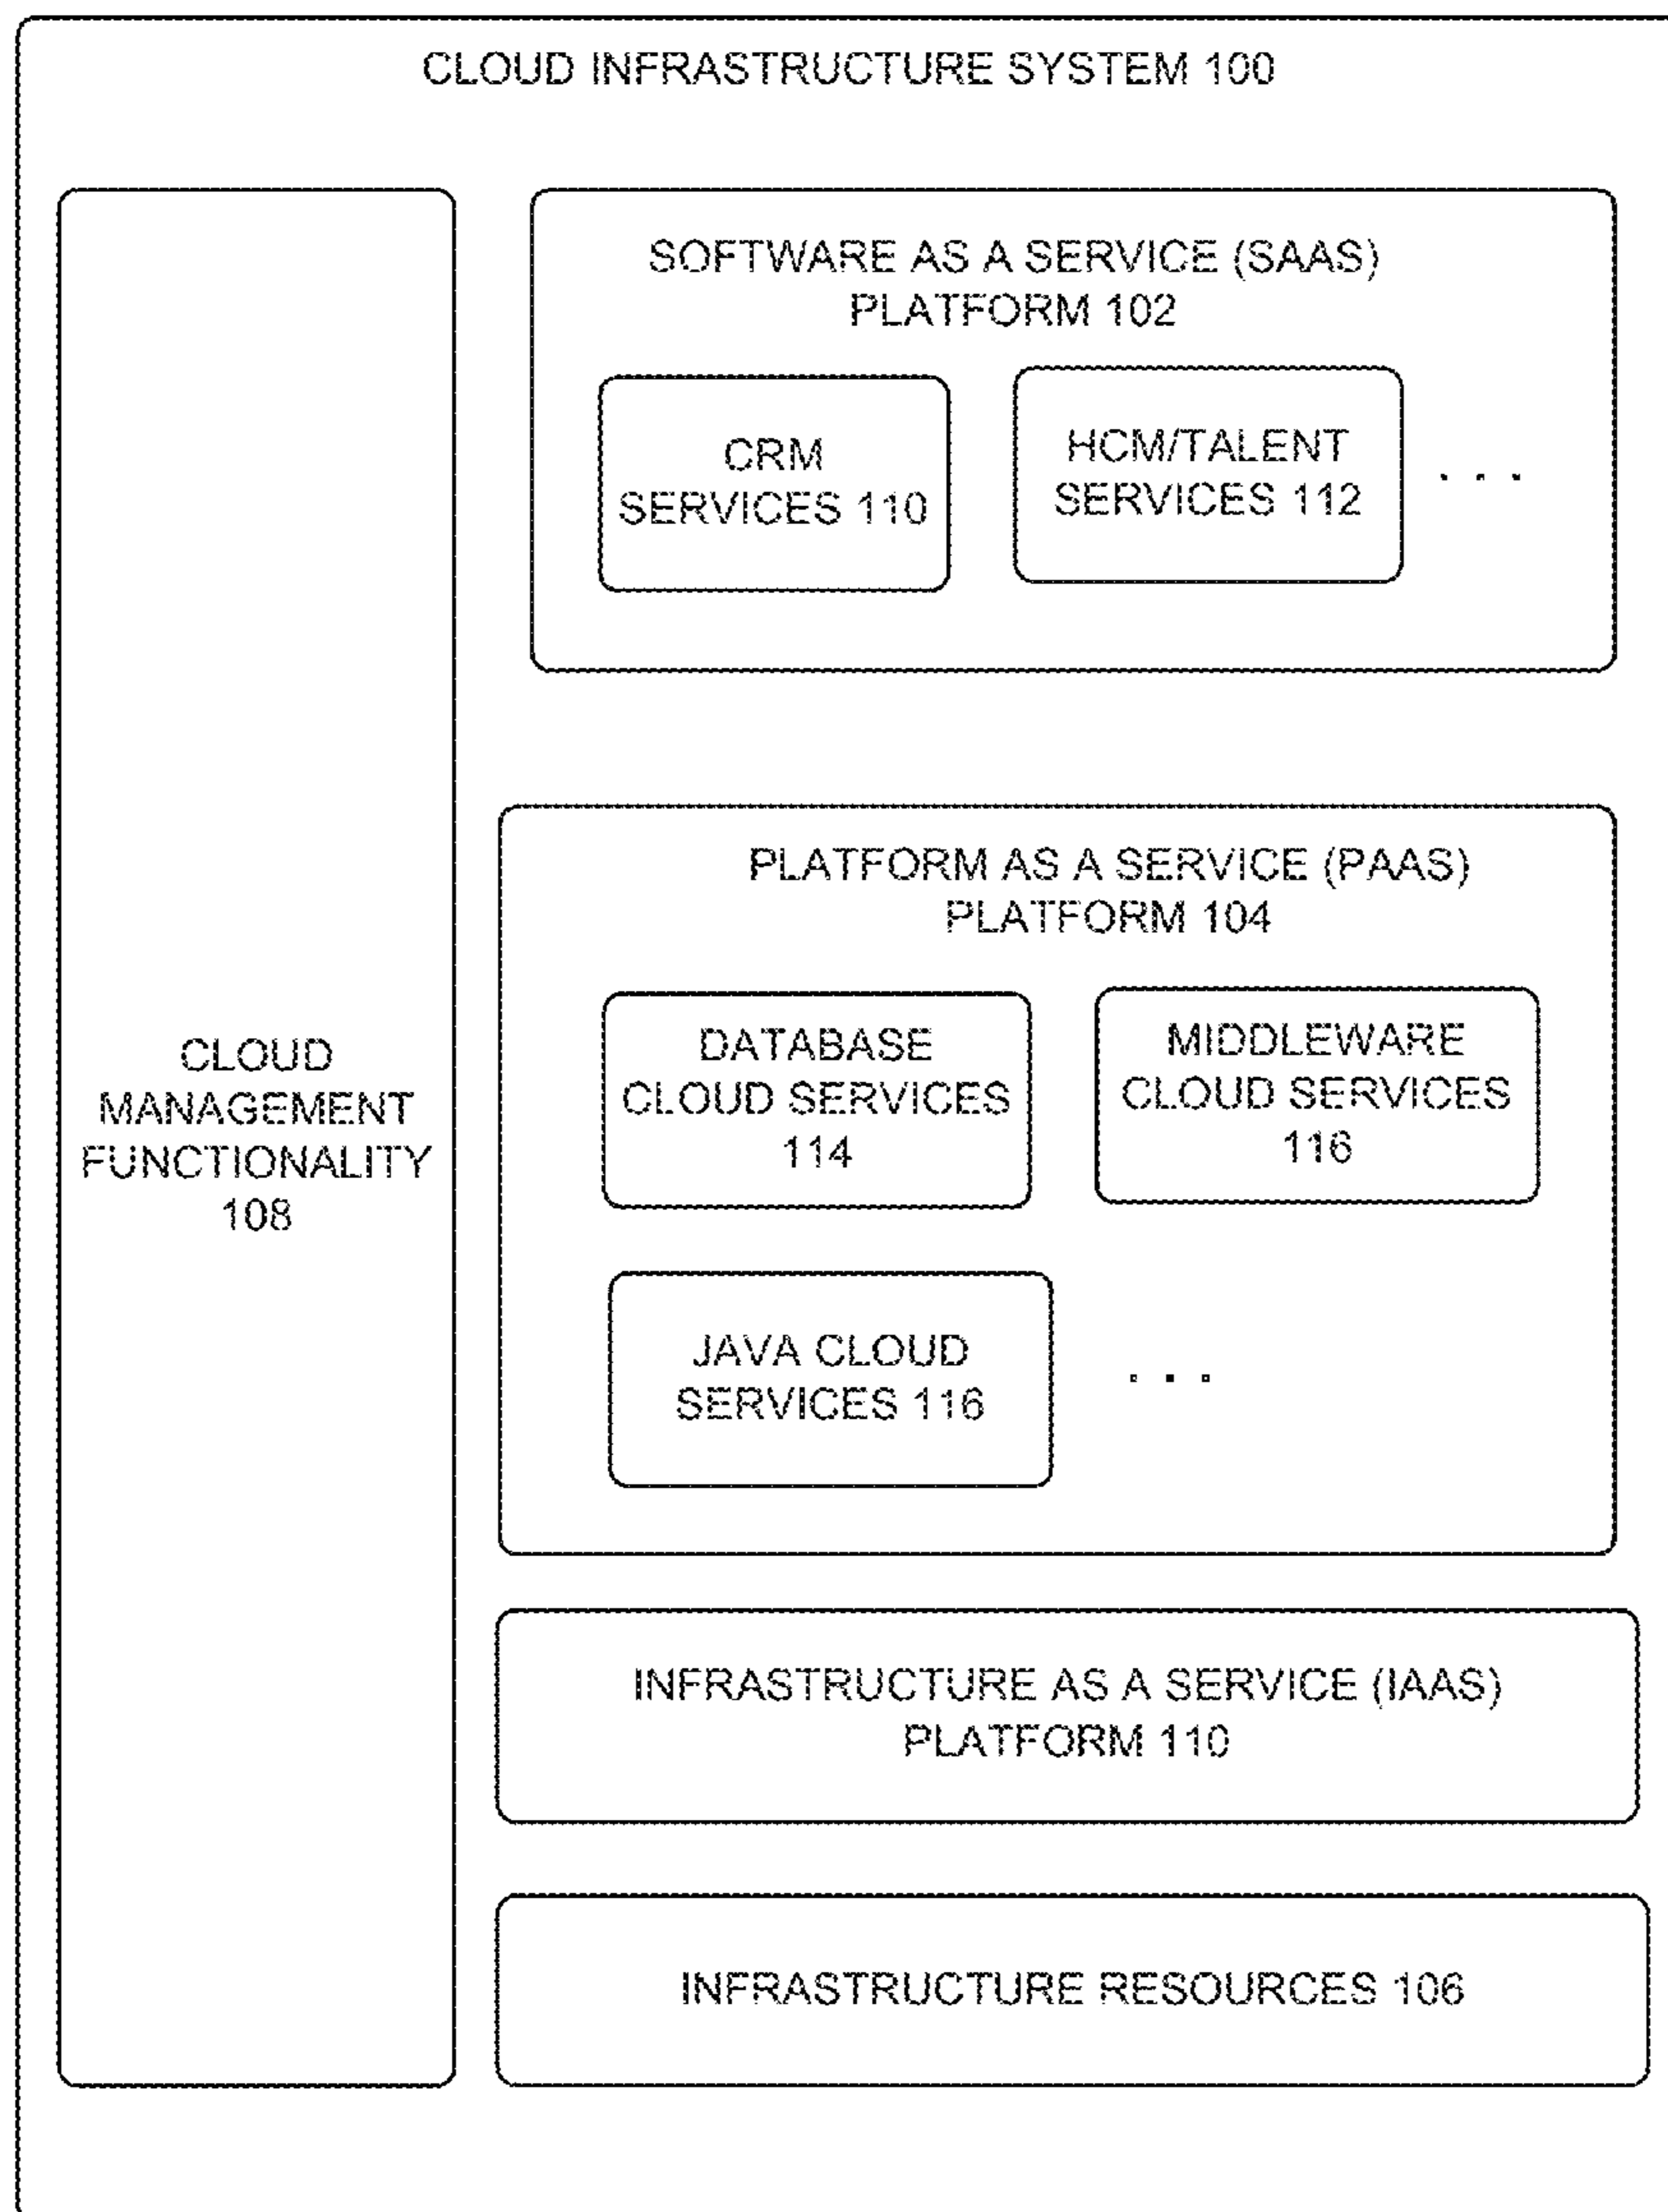 CLOUD INFRASTRUCTURE SYSTEM 100
SOFTWARE AS A SERVICE (SAAS)
PLATFORM 102
CRM
SERVICES 110
HCM/TALENT
SERVICES 112
. . .
PLATFORM AS A SERVICE (PAAS)
PLATFORM 104
DATABASE
CLOUD SERVICES
114
MIDDLEWARE
CLOUD SERVICES
116
JAVA CLOUD
SERVICES 116
. . .
CLOUD
MANAGEMENT
FUNCTIONALITY
108
INFRASTRUCTURE AS A SERVICE (IAAS)
PLATFORM 110
INFRASTRUCTURE RESOURCES 106